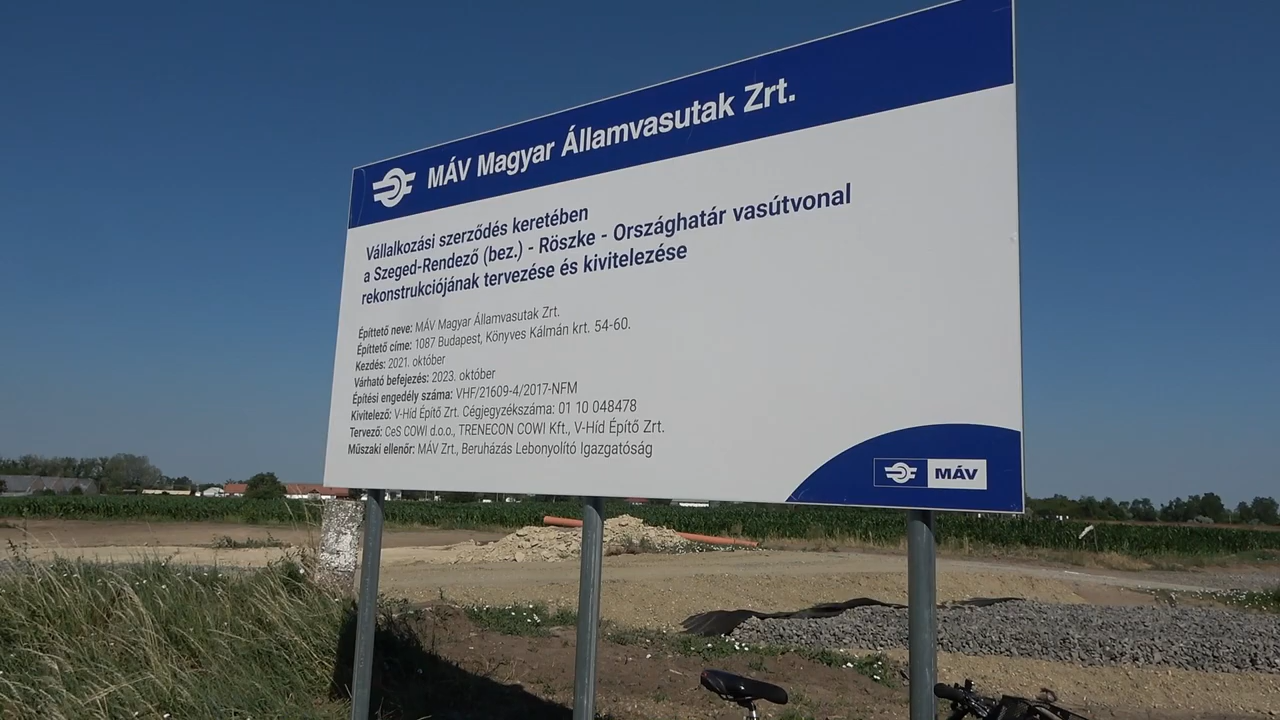 MÁV Magyar Államvasutak Zrt.
Vállalkozási szerződés keretében
a Szeged-Rendező (bez.) - Röszke - Országhatár vasútvonal
rekonstrukciójának tervezése és kivitelezése
Építtető neve: MÁV Magyar Államvasutak Zrt.
Építtető címe: 1087 Budapest, Könyves Kálmán krt. 54-60.
Kezdés: 2021. október
Várható befejezés: 2023. október
Építési engedély száma: VHF/21609-4/2017-NFM
Kivitelező: V-Híd Építő Zrt. Cégjegyzékszáma: 01 10 048478
Tervező: CeS COWI d.o.o., TRENECON COWI Kft., V-Híd Építő Zrt.
Műszaki ellenőr: MÁV Zrt., Beruházás Lebonyolító Igazgatóság
MÁV